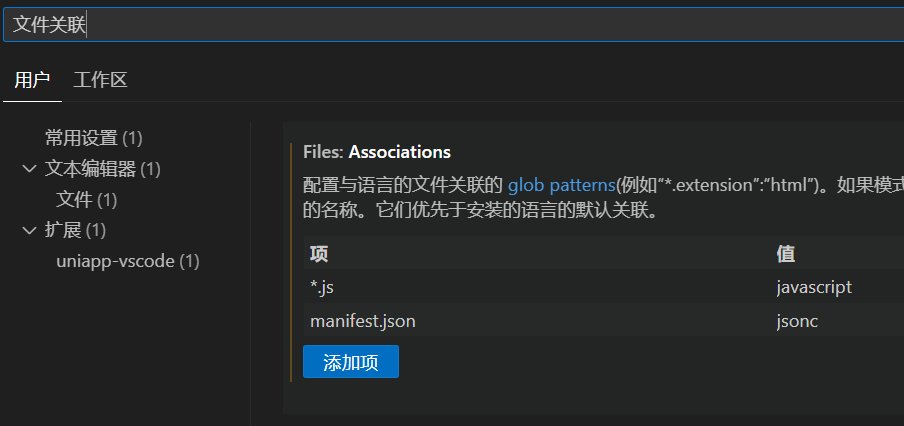 文件关联
用户 工作区
常用设置 (1)
文本编辑器 (1)
文件 (1)
扩展 (1)
uniapp-vscode (1)
Files: Associations
配置与语言的文件关联的 glob patterns(例如"*.extension":"html")。如果模式
的名称。它们优先于安装的语言的默认关联。
项 值
*.js javascript
manifest.json jsonc
添加项